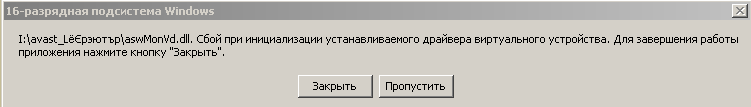 16-разрядная подсистема Windows
I:\avast_LёЄрэютър\aswMonVd.dll. Сбой при инициализации устанавливаемого драйвера виртуального устройства. Для завершения работы
приложения нажмите кнопку "Закрыть".
Закрыть Пропустить